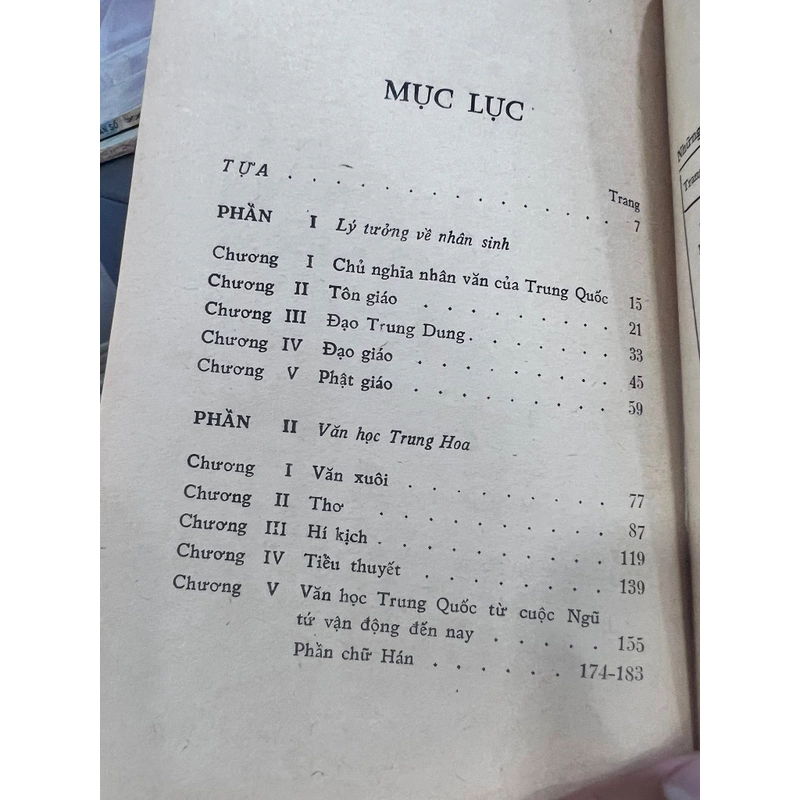 MỤC LỤC
Trang
TỰA . . . . . . . . . . . . . . 7
PHẦN I Lý tưởng về nhân sinh
Chương I Chủ nghĩa nhân văn của Trung Quốc 15
Chương II Tôn giáo . . . . . . . . . 21
Chương III Đạo Trung Dung . . . . . . . 33
Chương IV Đạo giáo . . . . . . . . . 45
Chương V Phật giáo . . . . . . . . . 59
PHẦN II Văn học Trung Hoa
Chương I Văn xuôi . . . . . . . . . 77
Chương II Thơ . . . . . . . . . . 87
Chương III Hí kịch . . . . . . . . . 119
Chương IV Tiểu thuyết . . . . . . . . 139
Chương V Văn học Trung Quốc từ cuộc Ngũ
tứ vận động đến nay . . . . . 155
Phần chữ Hán . . . . . . 174-183
Những